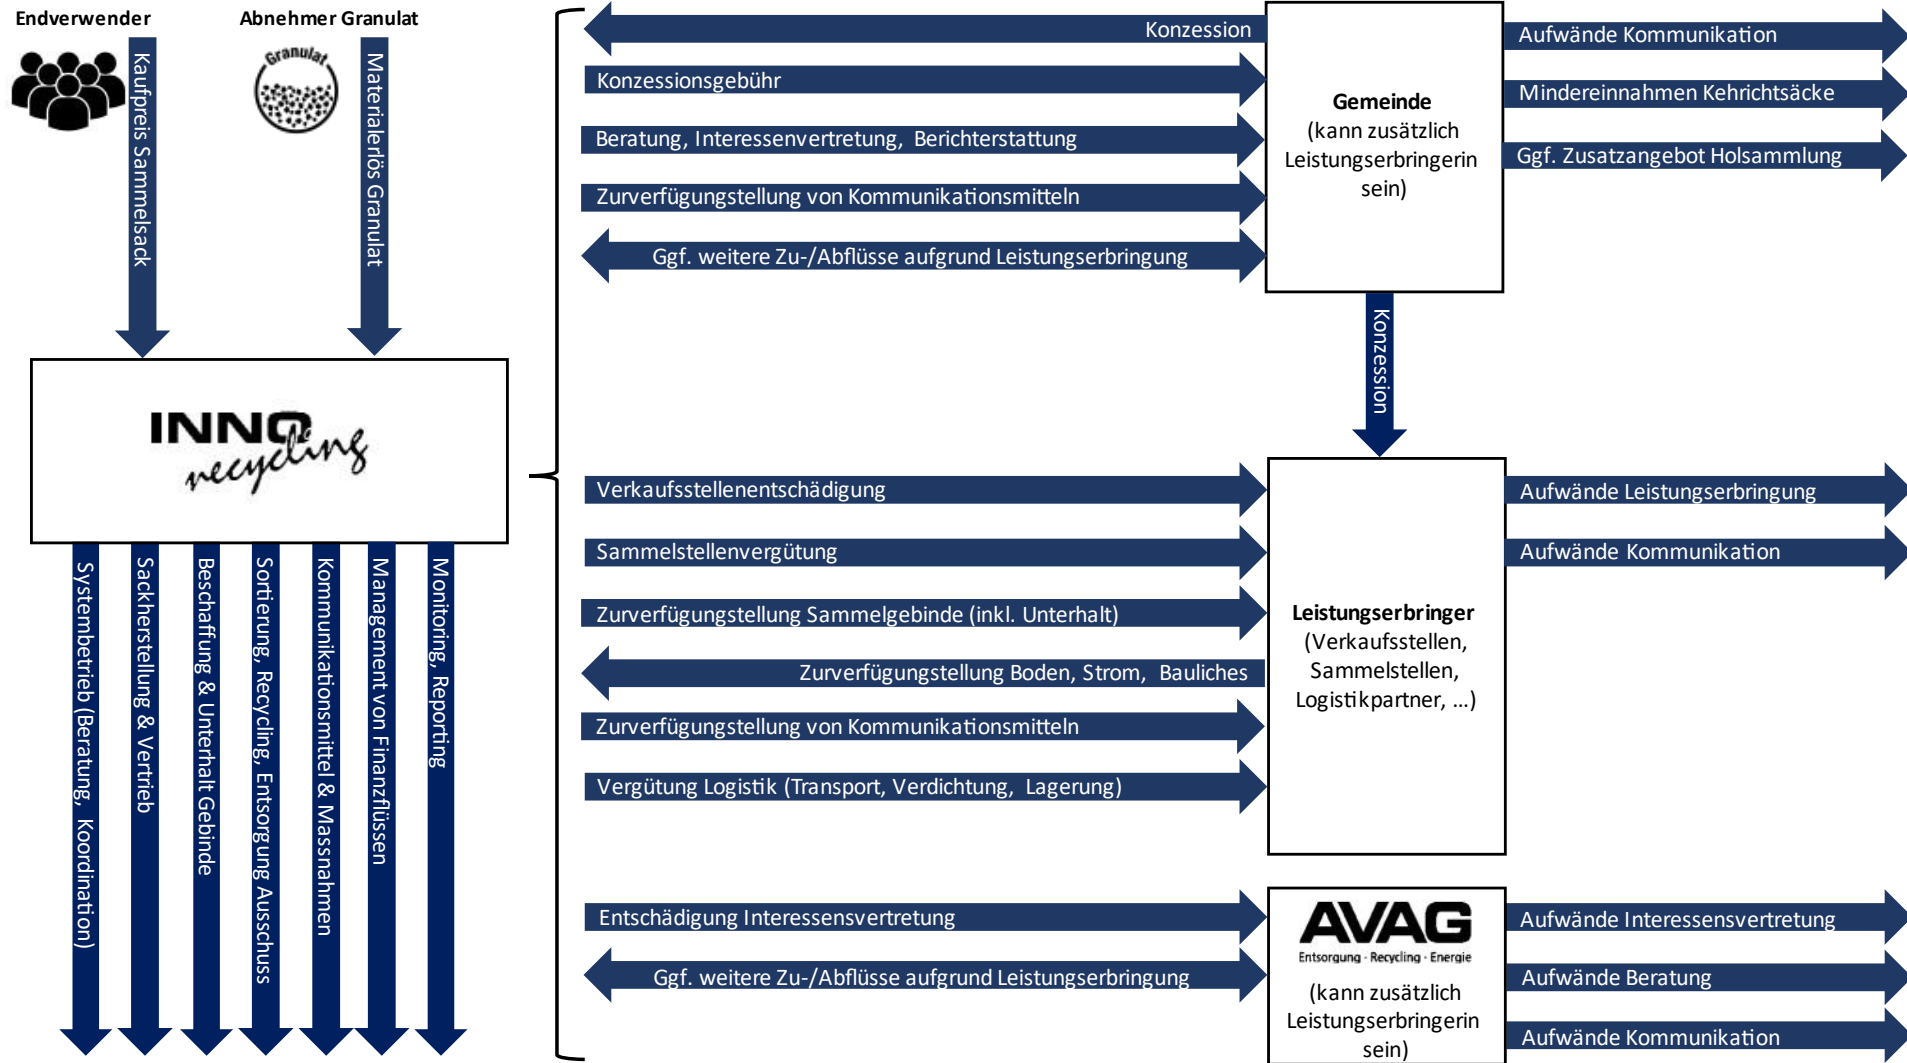 Endverwender
Abnehmer Granulat
Granulat
Kaufpreis Sammelsack
Materialerlös Granulat
INNO
recycling
Systembetrieb (Beratung, Koordination)
Sackherstellung & Vertrieb
Beschaffung & Unterhalt Gebinde
Sortierung, Recycling, Entsorgung Ausschuss
Kommunikationsmittel & Massnahmen
Management von Finanzflüssen
Monitoring, Reporting
Konzession
Konzessionsgebühr
Beratung, Interessenvertretung, Berichterstattung
Zurverfügungstellung von Kommunikationsmitteln
Ggf. weitere Zu-/Abflüsse aufgrund Leistungserbringung
Gemeinde
(kann zusätzlich
Leistungserbringerin
sein)
Aufwände Kommunikation
Mindereinnahmen Kehrichtsäcke
Ggf. Zusatzangebot Holsammlung
Konzession
Verkaufsstellenentschädigung
Sammelstellenvergütung
Zurverfügungstellung Sammelgebinde (inkl. Unterhalt)
Zurverfügungstellung Boden, Strom, Bauliches
Zurverfügungstellung von Kommunikationsmitteln
Vergütung Logistik (Transport, Verdichtung, Lagerung)
Leistungserbringer
(Verkaufsstellen,
Sammelstellen,
Logistikpartner, ...)
Aufwände Leistungserbringung
Aufwände Kommunikation
Entschädigung Interessensvertretung
Ggf. weitere Zu-/Abflüsse aufgrund Leistungserbringung
AVAG
Entsorgung · Recycling · Energie
(kann zusätzlich
Leistungserbringerin
sein)
Aufwände Interessensvertretung
Aufwände Beratung
Aufwände Kommunikation